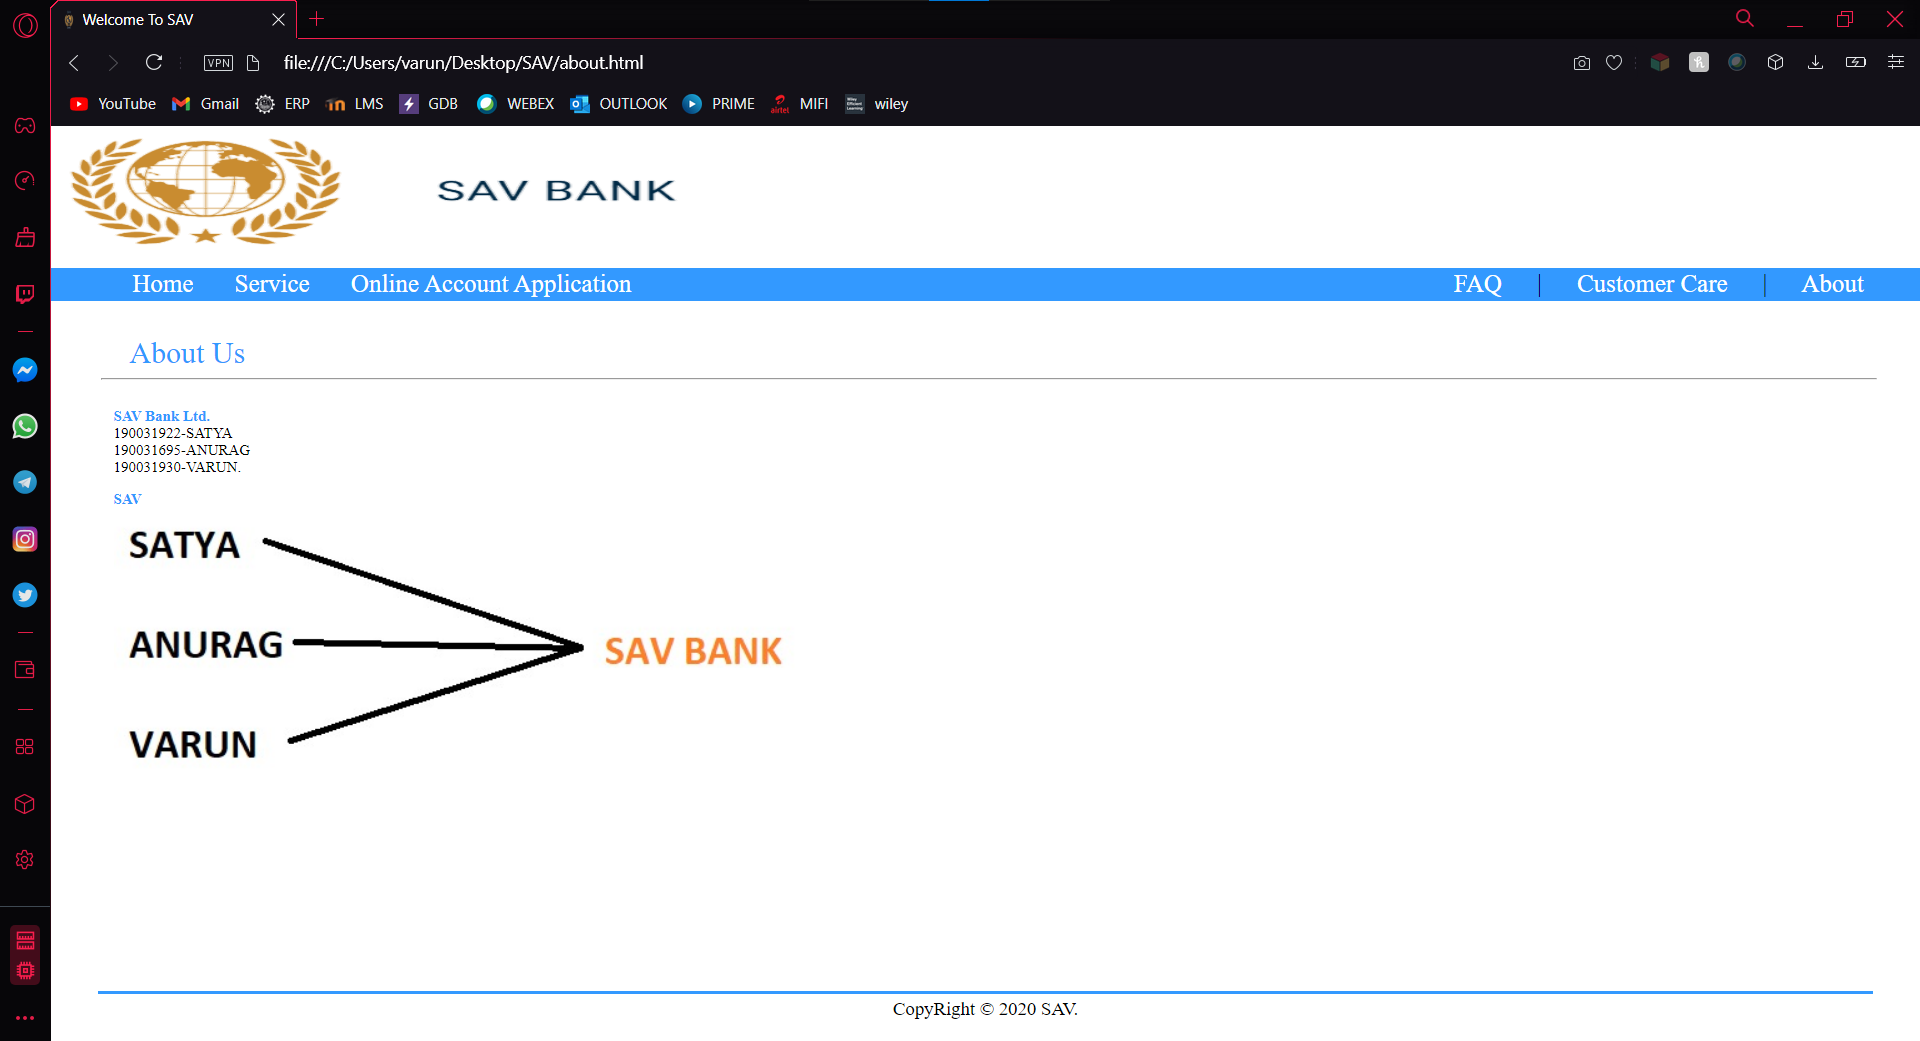 Welcome To SAV
VPN file:///C:/Users/varun/Desktop/SAV/about.html
YouTube Gmail ERP LMS GDB WEBEX OUTLOOK PRIME airtel MIFI wiley
SAV BANK
Home Service Online Account Application FAQ | Customer Care | About
About Us
SAV Bank Ltd.
190031922-SATYA
190031695-ANURAG
190031930-VARUN.
SAV
SATYA
ANURAG
SAV BANK
VARUN
CopyRight © 2020 SAV.